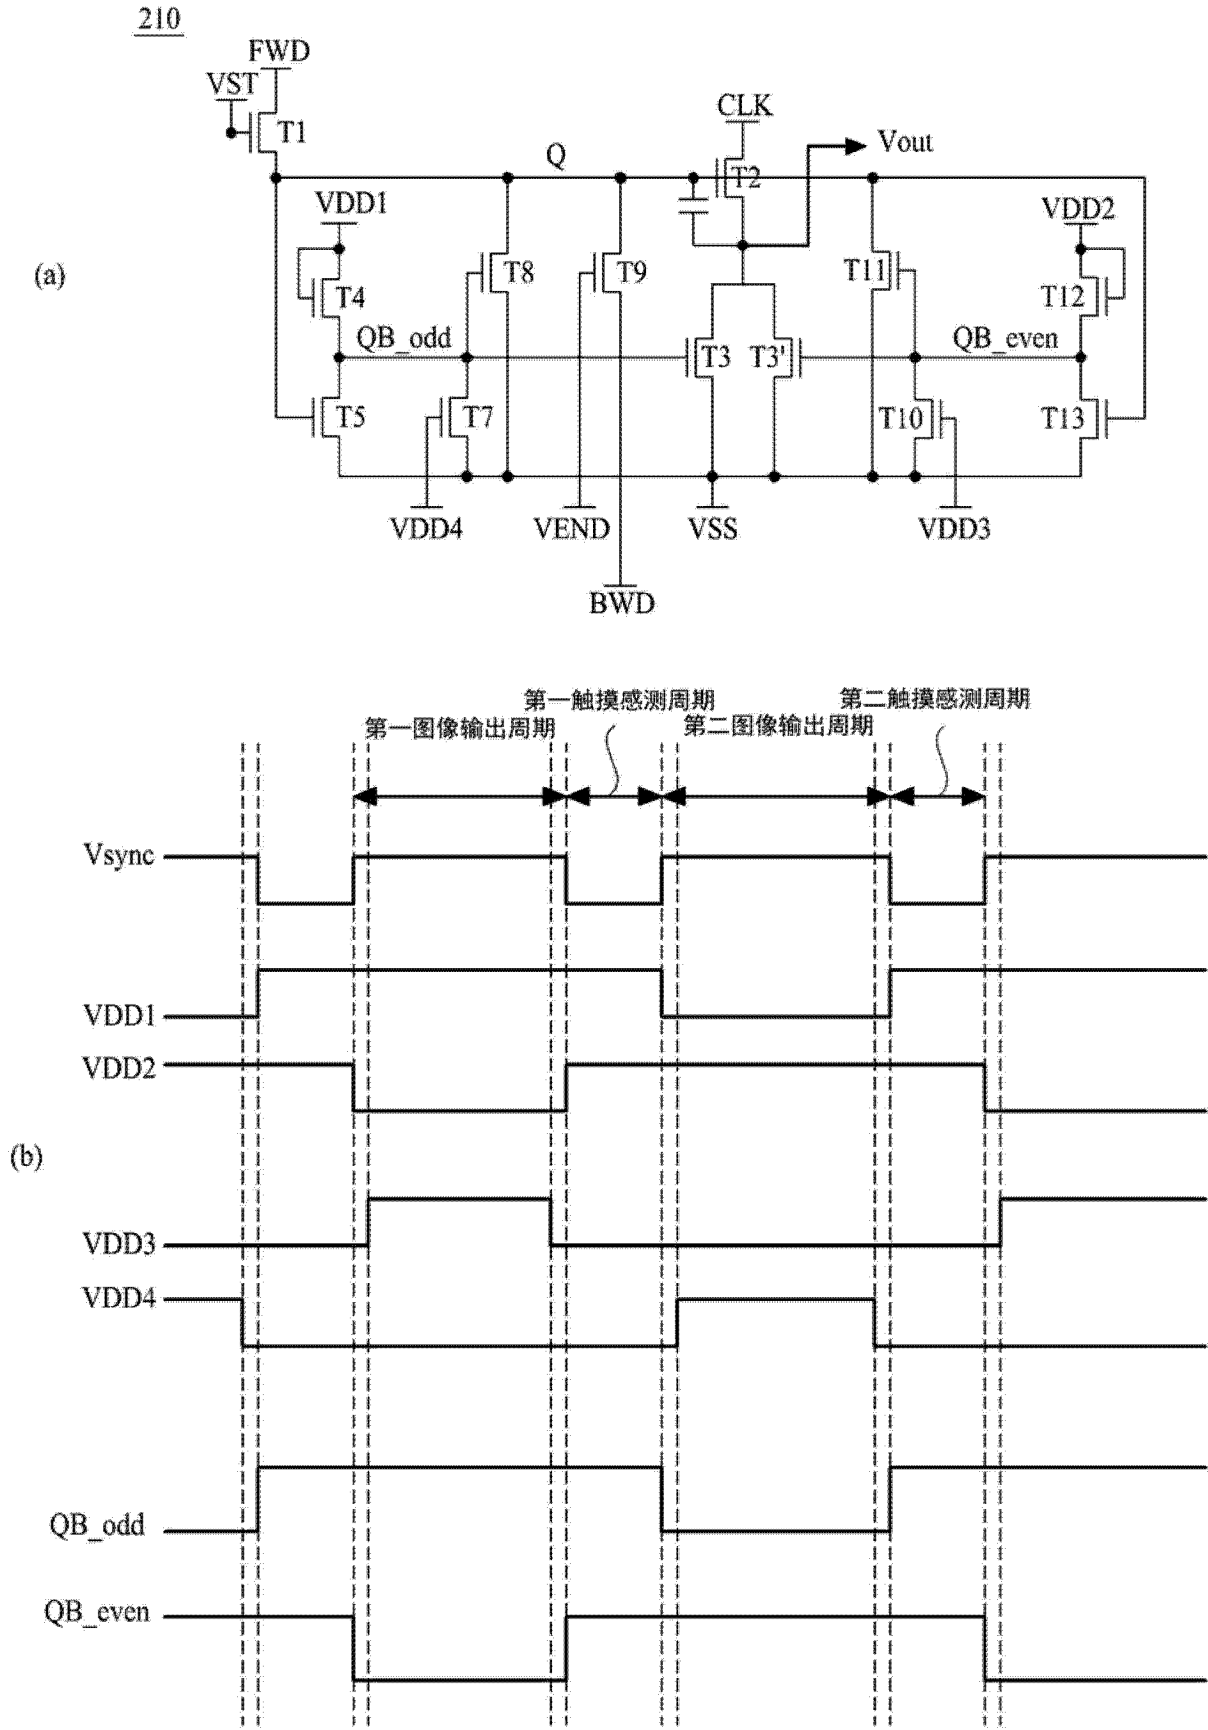 210
FWD
VST
T1
CLK
Q
T2
Vout
VDD1
VDD2
(a)
T8
T9
T11
T4
T12
QB_odd
T3
T3'
QB_even
T5
T7
T10
T13
VDD4
VEND
VSS
VDD3
BWD
第一触摸感测周期
第二触摸感测周期
第一图像输出周期
第二图像输出周期
Vsync
VDD1
VDD2
(b)
VDD3
VDD4
QB_odd
QB_even